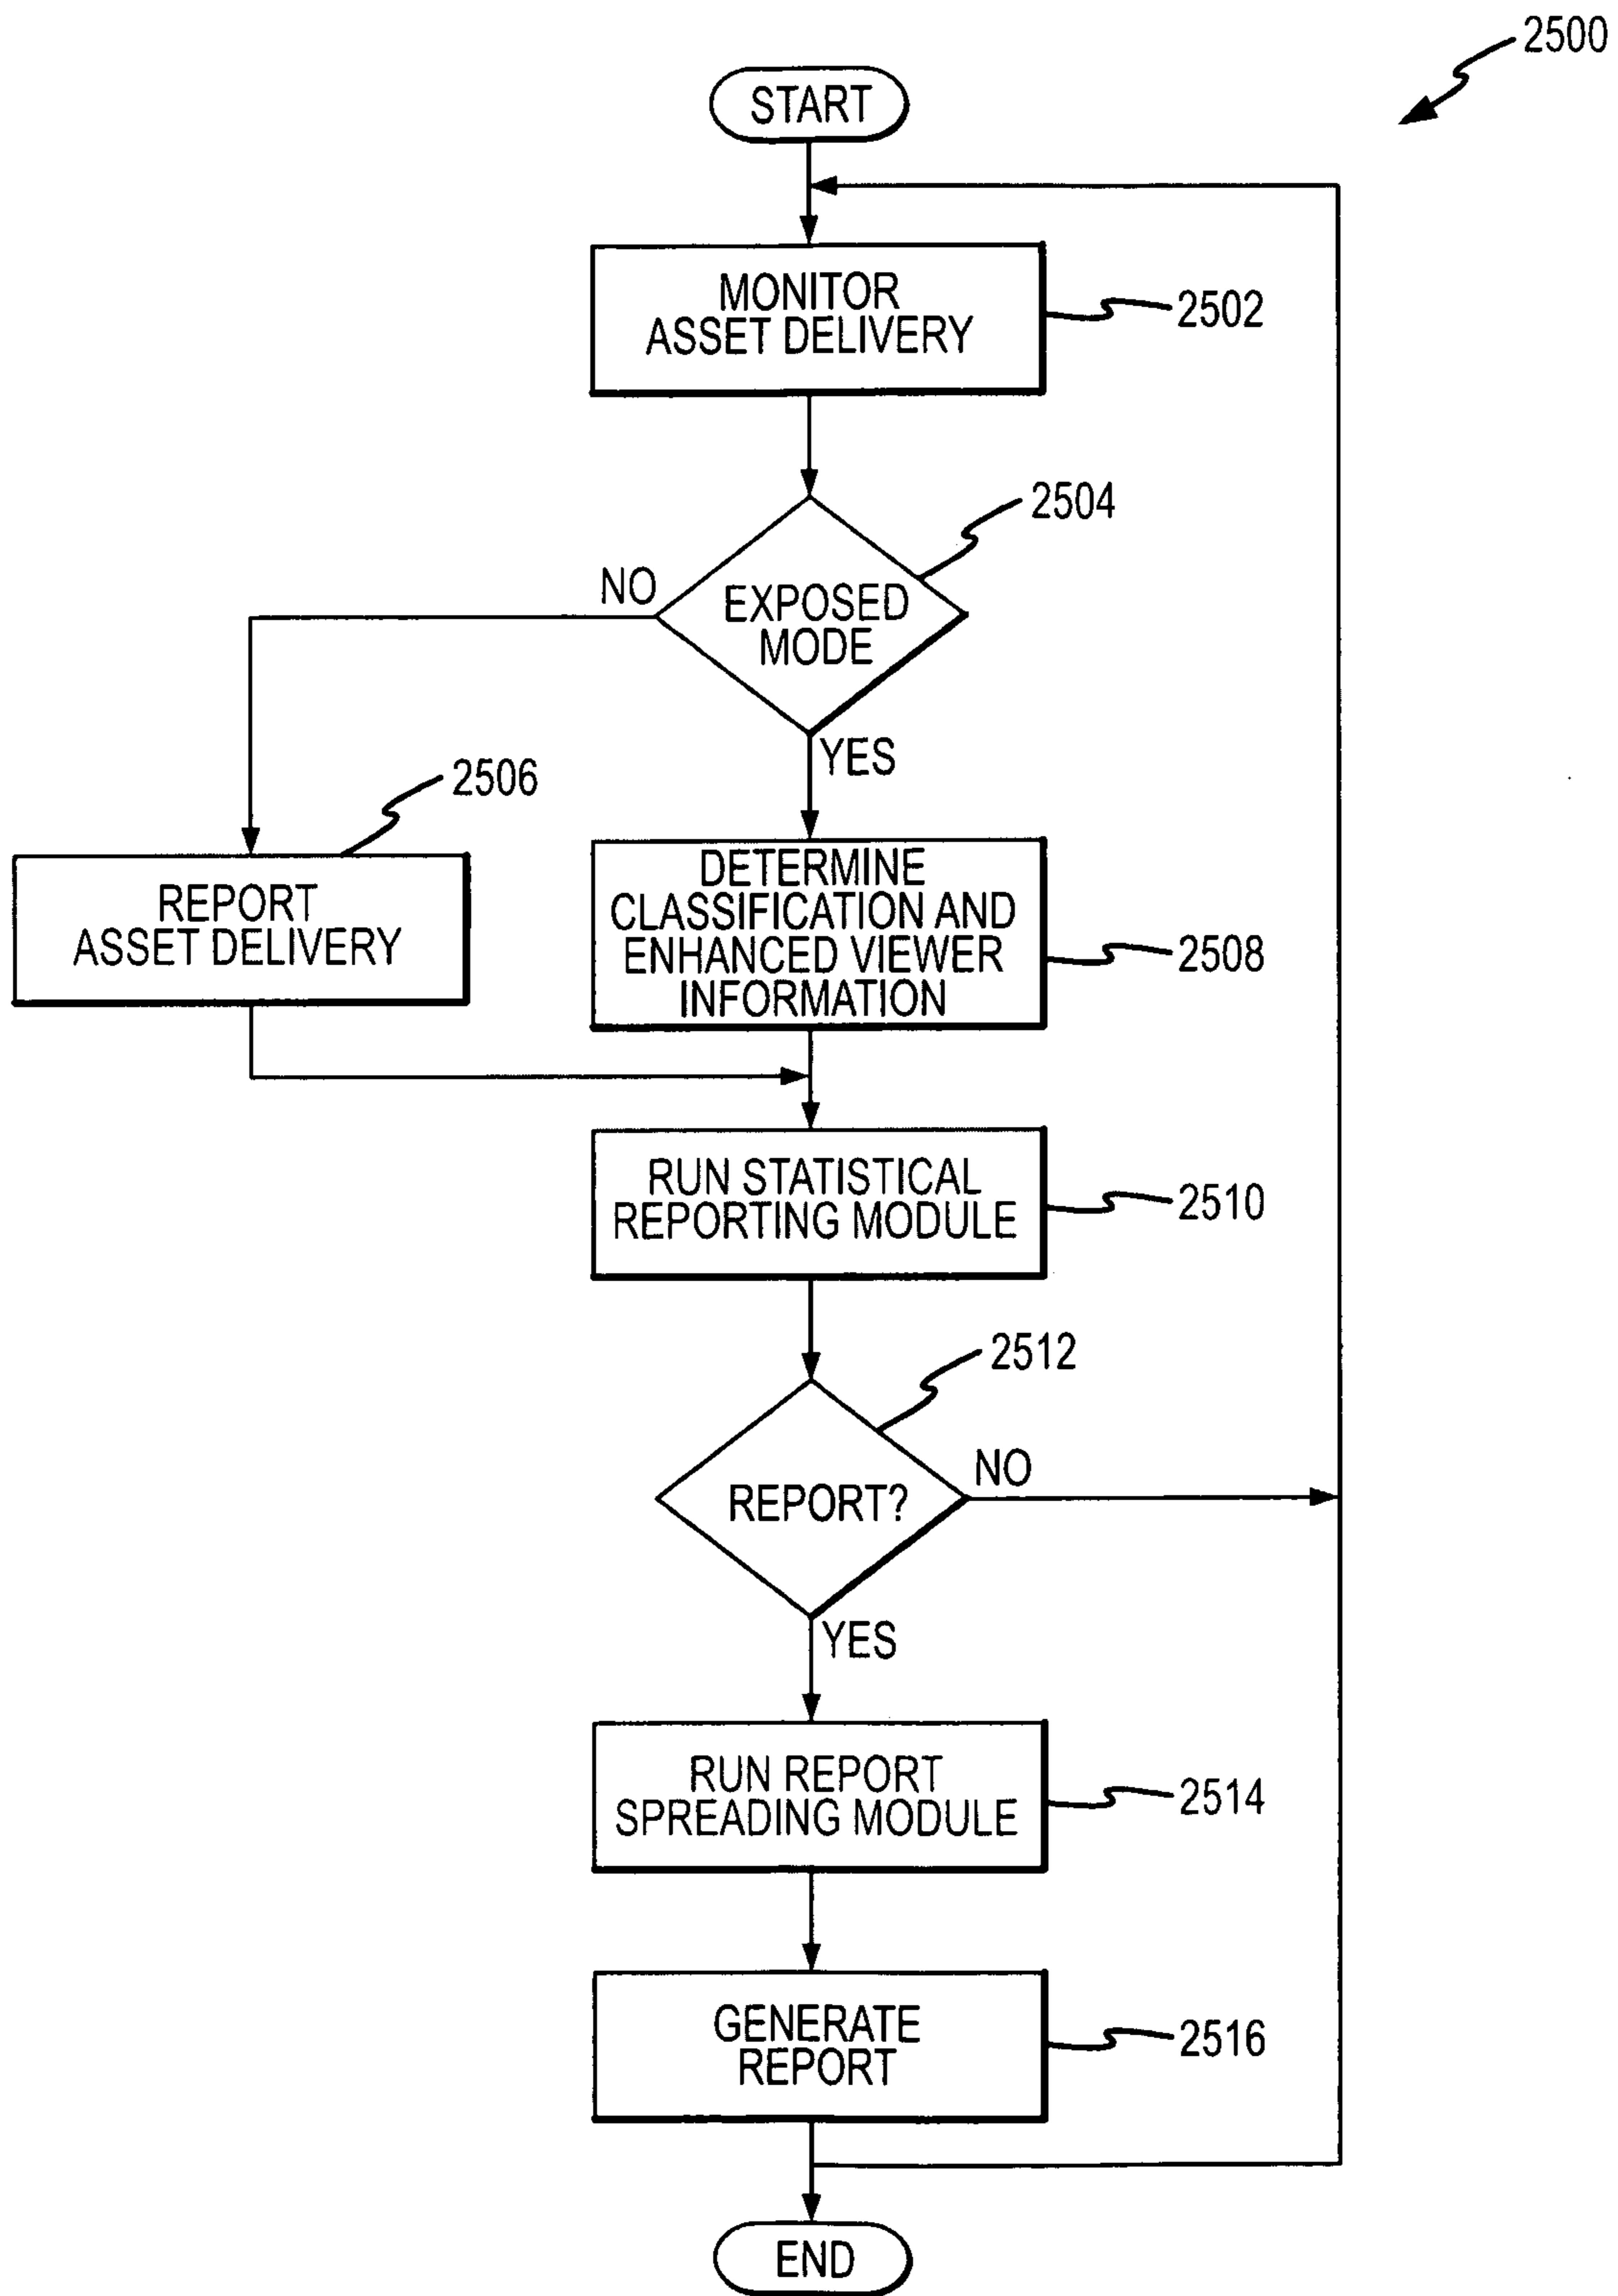 2500
START
MONITOR
ASSET DELIVERY
2502
2504
NO
EXPOSED
MODE
YES
2506
REPORT
ASSET DELIVERY
DETERMINE
CLASSIFICATION AND
ENHANCED VIEWER
INFORMATION
2508
RUN STATISTICAL
REPORTING MODULE
2510
2512
REPORT?
NO
YES
RUN REPORT
SPREADING MODULE
2514
GENERATE
REPORT
2516
END